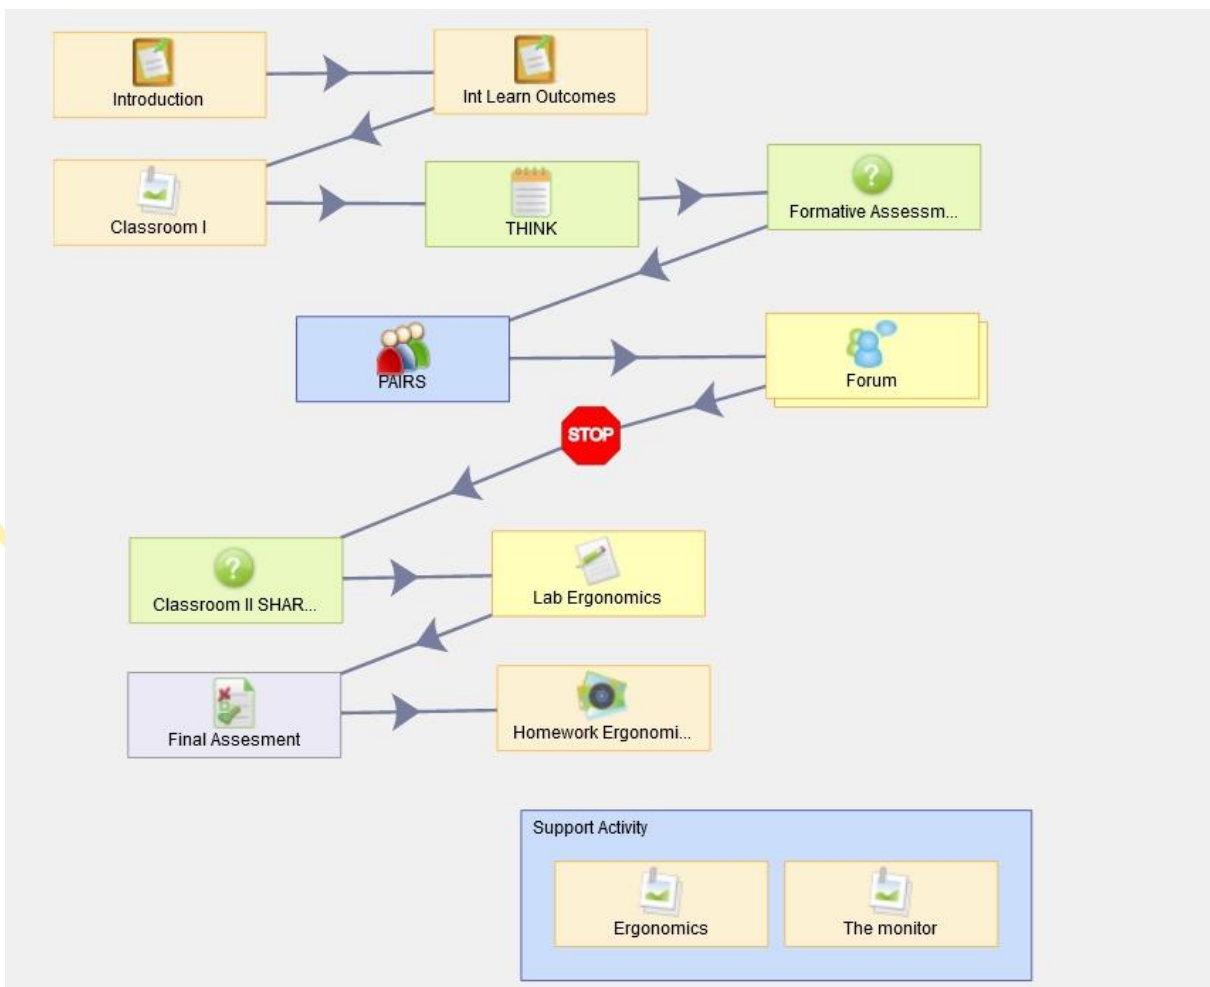 Introduction
Int Learn Outcomes
Classroom I
THINK
Formative Assessm...
PAIRS
Forum
STOP
Classroom II SHAR...
Lab Ergonomics
Final Assesment
Homework Ergonomi...
Support Activity
Ergonomics
The monitor